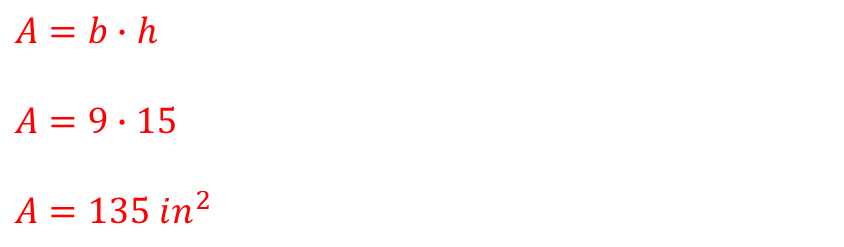 A = b · h
A = 9 · 15
A = 135 in²